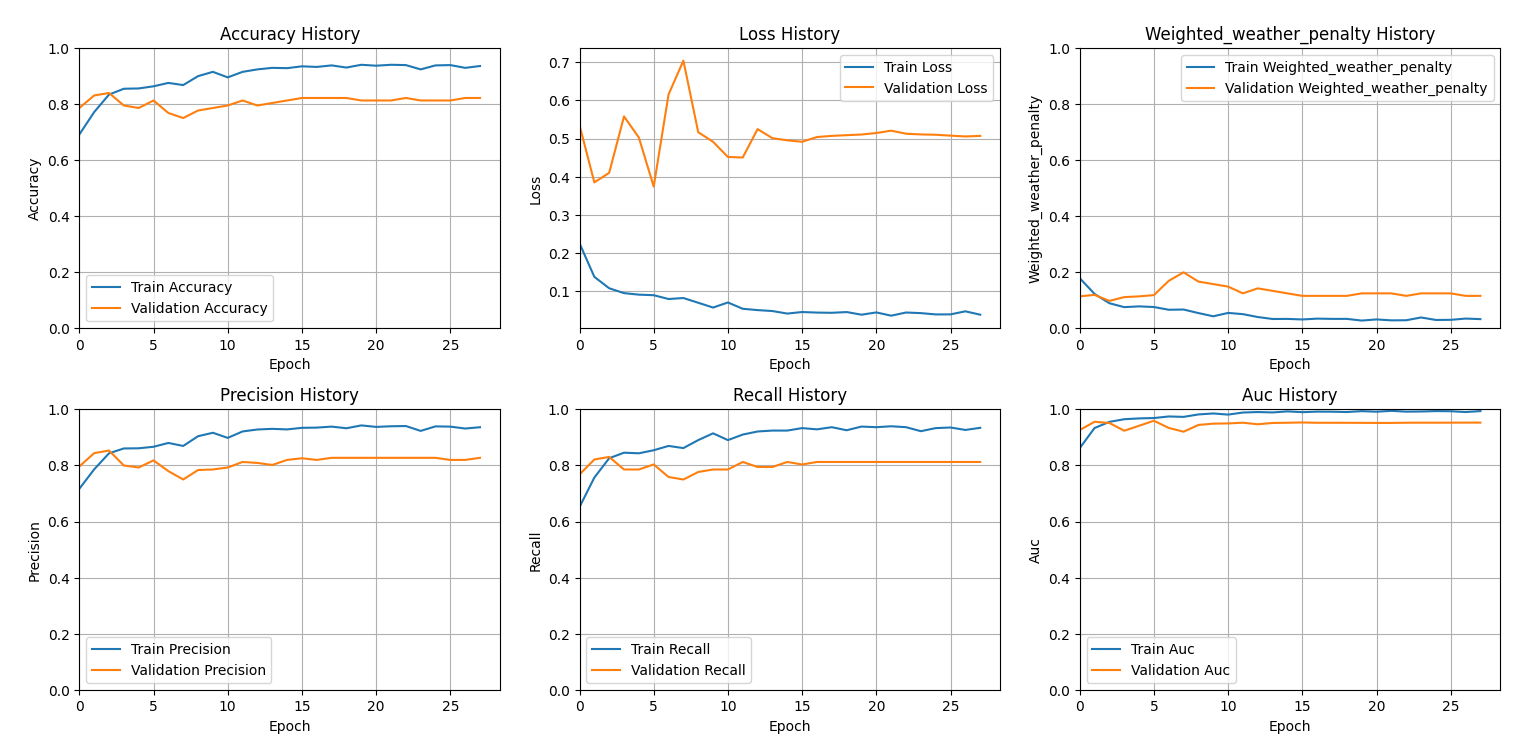 Accuracy History
1.0
0.8
0.6
0.4
0.2
0.0
Accuracy
Train Accuracy
Validation Accuracy
0 5 10 15 20 25
Epoch
Loss History
0.7
0.6
0.5
0.4
0.3
0.2
0.1
Loss
Train Loss
Validation Loss
0 5 10 15 20 25
Epoch
Weighted_weather_penalty History
1.0
0.8
0.6
0.4
0.2
0.0
Weighted_weather_penalty
Train Weighted_weather_penalty
Validation Weighted_weather_penalty
0 5 10 15 20 25
Epoch
Precision History
1.0
0.8
0.6
0.4
0.2
0.0
Precision
Train Precision
Validation Precision
0 5 10 15 20 25
Epoch
Recall History
1.0
0.8
0.6
0.4
0.2
0.0
Recall
Train Recall
Validation Recall
0 5 10 15 20 25
Epoch
Auc History
1.0
0.8
0.6
0.4
0.2
0.0
Auc
Train Auc
Validation Auc
0 5 10 15 20 25
Epoch